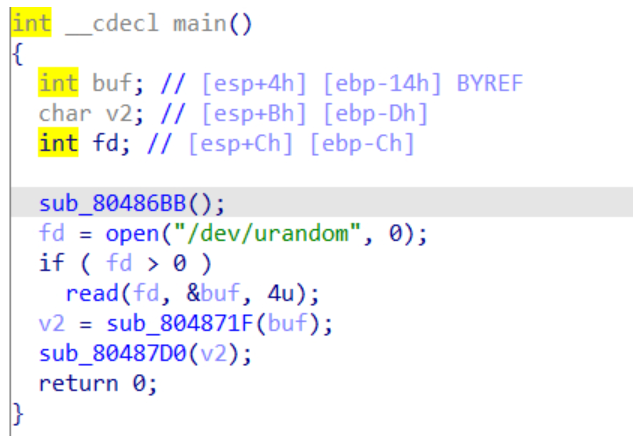 int __cdecl main()
{
  int buf; // [esp+4h] [ebp-14h] BYREF
  char v2; // [esp+Bh] [ebp-Dh]
  int fd; // [esp+Ch] [ebp-Ch]

  sub_80486BB();
  fd = open("/dev/urandom", 0);
  if ( fd > 0 )
    read(fd, &buf, 4u);
  v2 = sub_804871F(buf);
  sub_80487D0(v2);
  return 0;
}